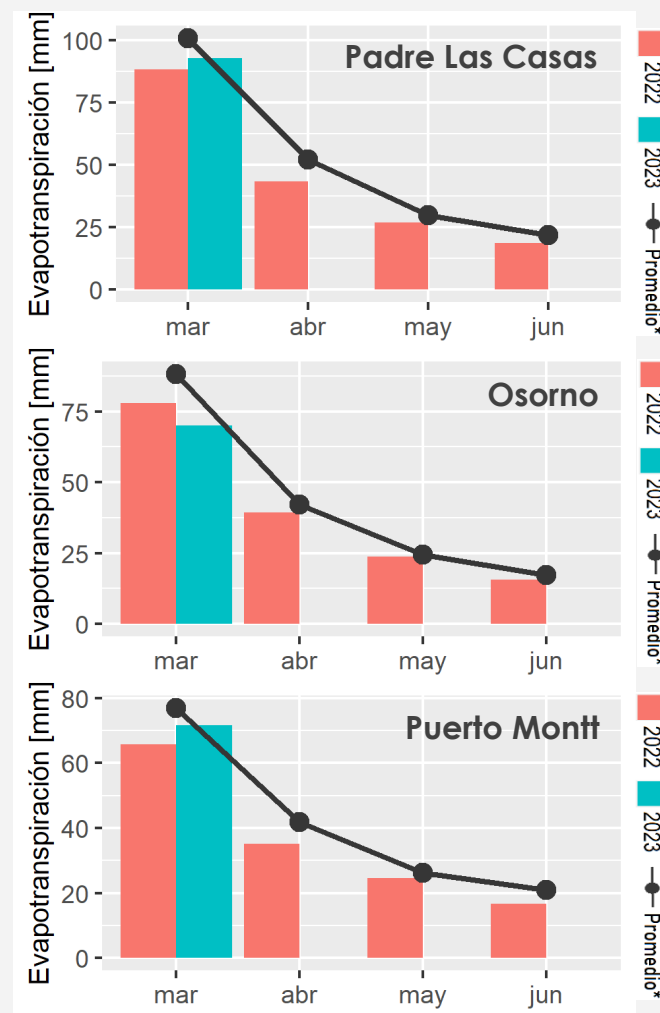 Evapotranspiración [mm]
Padre Las Casas
100
75
50
25
0
mar abr may jun
2022
2023
Promedio*
Evapotranspiración [mm]
Osorno
75
50
25
0
mar abr may jun
2022
2023
Promedio*
Evapotranspiración [mm]
Puerto Montt
80
60
40
20
0
mar abr may jun
2022
2023
Promedio*